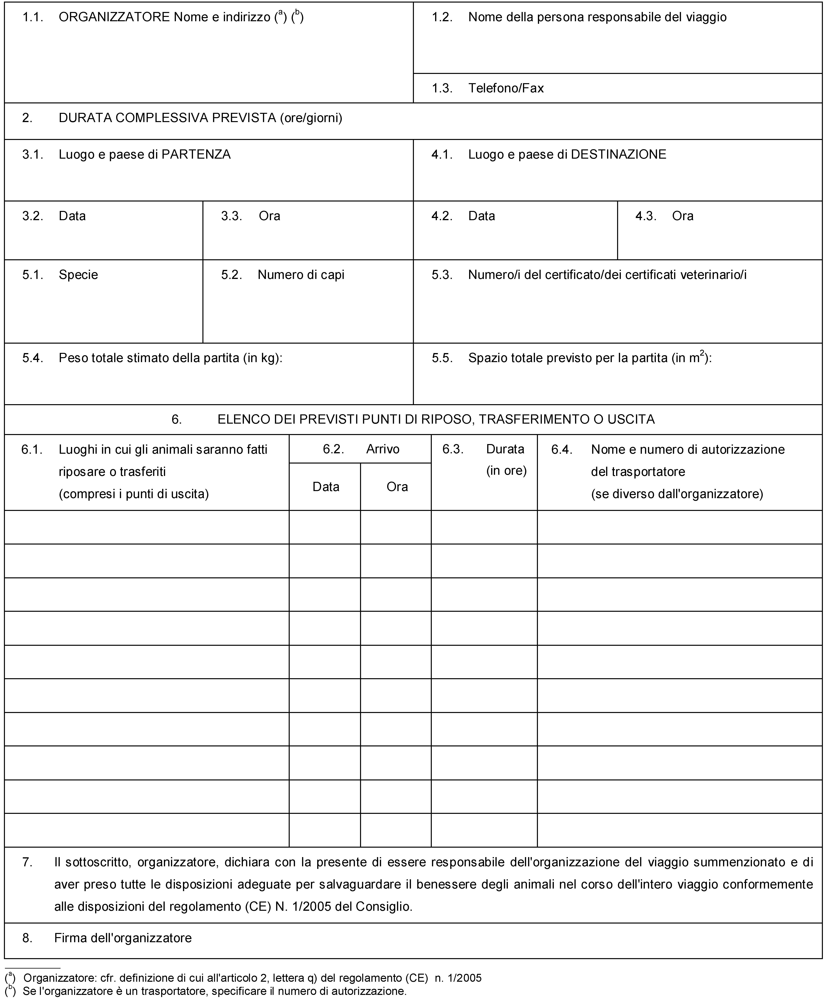 1.1. ORGANIZZATORE Nome e indirizzo (a) (b)
1.2. Nome della persona responsabile del viaggio
1.3. Telefono/Fax
2. DURATA COMPLESSIVA PREVISTA (ore/giorni)
3.1. Luogo e paese di PARTENZA
4.1. Luogo e paese di DESTINAZIONE
3.2. Data
3.3. Ora
4.2. Data
4.3. Ora
5.1. Specie
5.2. Numero di capi
5.3. Numero/i del certificato/dei certificati veterinario/i
5.4. Peso totale stimato della partita (in kg):
5.5. Spazio totale previsto per la partita (in m2):
6. ELENCO DEI PREVISTI PUNTI DI RIPOSO, TRASFERIMENTO O USCITA
6.1. Luoghi in cui gli animali saranno fatti
riposare o trasferiti
(compresi i punti di uscita)
6.2. Arrivo
Data
Ora
6.3. Durata
(in ore)
6.4. Nome e numero di autorizzazione
del trasportatore
(se diverso dall'organizzatore)
7. Il sottoscritto, organizzatore, dichiara con la presente di essere responsabile dell'organizzazione del viaggio summenzionato e di
aver preso tutte le disposizioni adeguate per salvaguardare il benessere degli animali nel corso dell'intero viaggio conformemente
alle disposizioni del regolamento (CE) N. 1/2005 del Consiglio.
8. Firma dell'organizzatore
(a) Organizzatore: cfr. definizione di cui all'articolo 2, lettera q) del regolamento (CE) n. 1/2005
(b) Se l'organizzatore è un trasportatore, specificare il numero di autorizzazione.